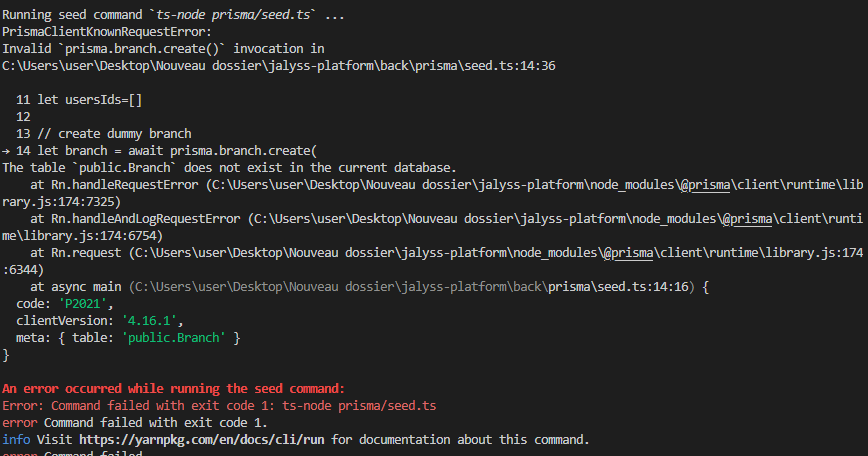 Running seed command `ts-node prisma/seed.ts` ...
PrismaClientKnownRequestError:
Invalid `prisma.branch.create()` invocation in
C:\Users\user\Desktop\Nouveau dossier\jalyss-platform\back\prisma\seed.ts:14:36

  11 let usersIds=[]
  12
  13 // create dummy branch
→ 14 let branch = await prisma.branch.create(
The table `public.Branch` does not exist in the current database.
    at Rn.handleRequestError (C:\Users\user\Desktop\Nouveau dossier\jalyss-platform\node_modules\@prisma\client\runtime\lib
rary.js:174:7325)
    at Rn.handleAndLogRequestError (C:\Users\user\Desktop\Nouveau dossier\jalyss-platform\node_modules\@prisma\client\runti
me\library.js:174:6754)
    at Rn.request (C:\Users\user\Desktop\Nouveau dossier\jalyss-platform\node_modules\@prisma\client\runtime\library.js:174
:6344)
    at async main (C:\Users\user\Desktop\Nouveau dossier\jalyss-platform\back\prisma\seed.ts:14:16) {
  code: 'P2021',
  clientVersion: '4.16.1',
  meta: { table: 'public.Branch' }
}

An error occurred while running the seed command:
Error: Command failed with exit code 1: ts-node prisma/seed.ts
error Command failed with exit code 1.
info Visit https://yarnpkg.com/en/docs/cli/run for documentation about this command.
error Command failed.